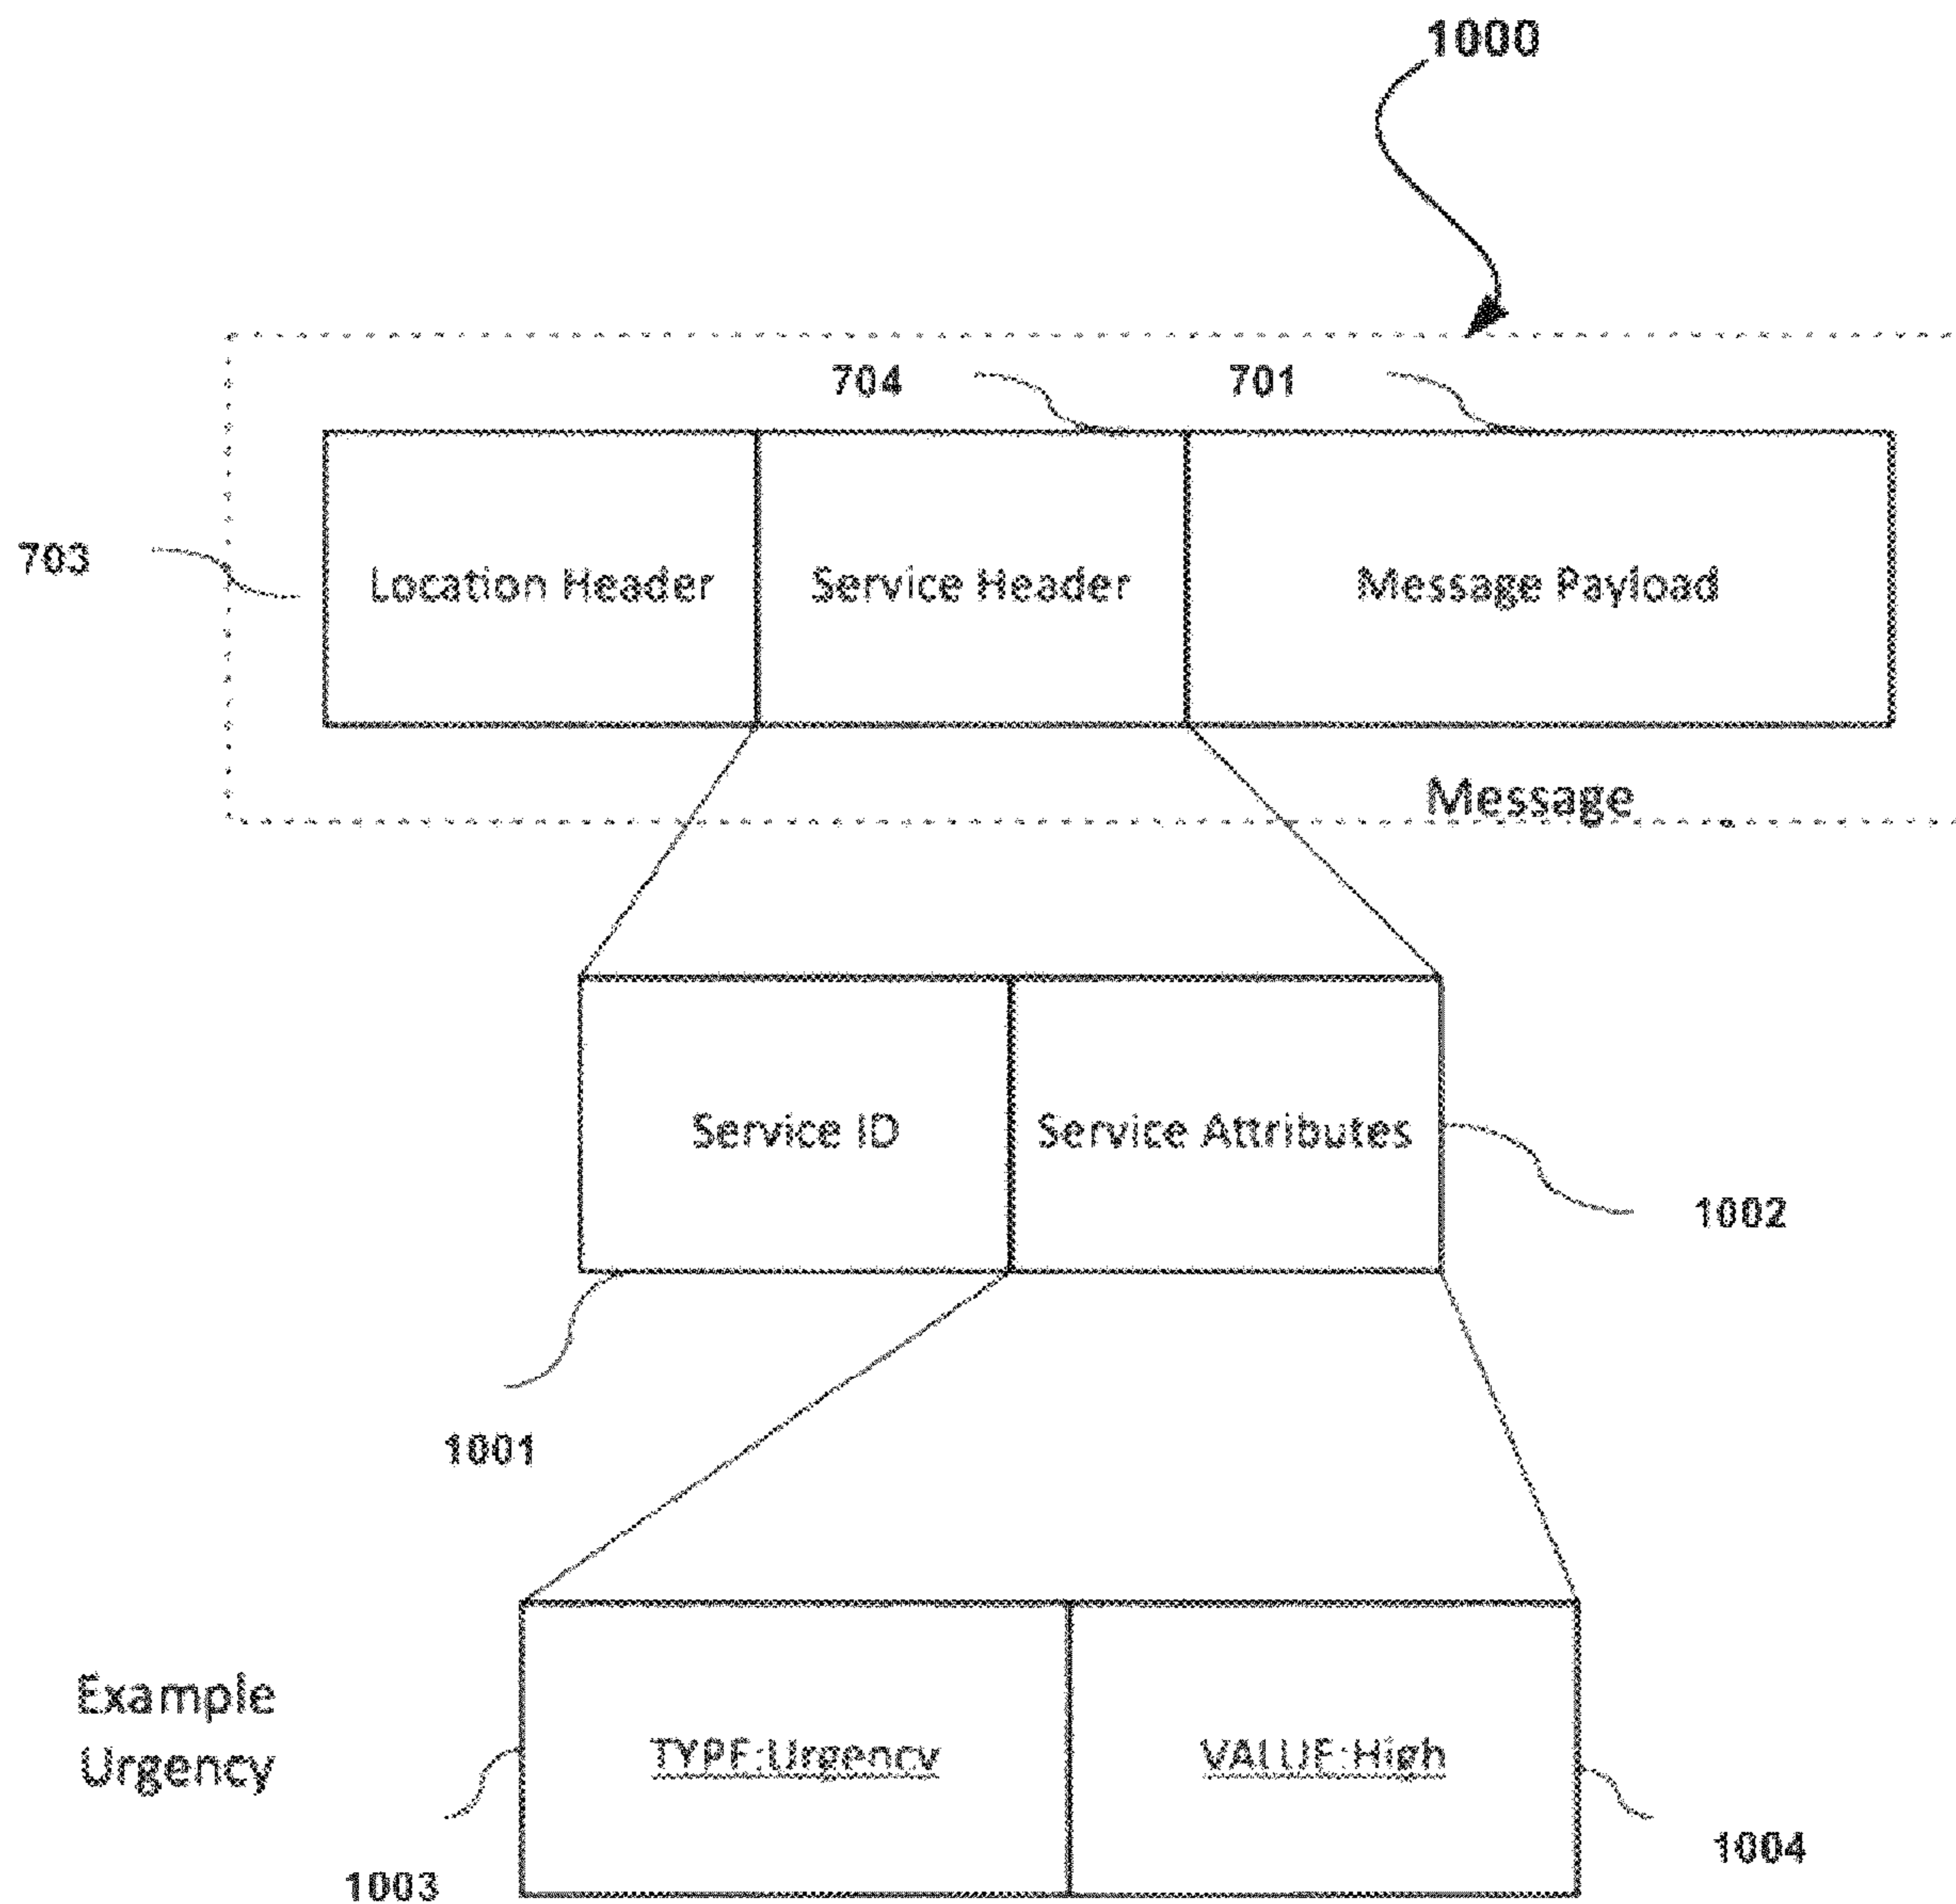 1000
704 701
703
Location Header Service Header Message Payload
Message
Service ID Service Attributes
1002
1001
Example
Urgency
TYPE:Urgency VALUE:High
1003
1004